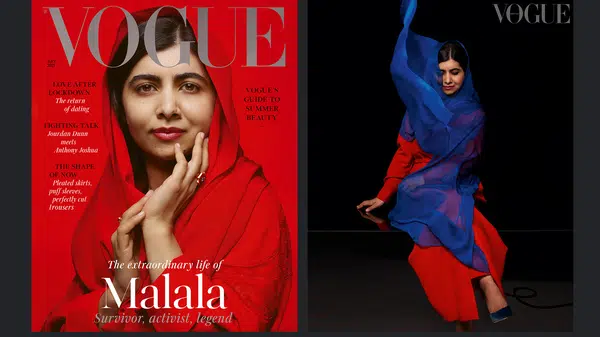 VOGUE
LOVE AFTER
LOCKDOWN
The return
of dating
FIGHTING TALK
Jourdan Dunn
meets
Anthony Joshua
THE SHAPE
OF NOW
Pleated skirts,
puff sleeves,
perfectly cut
trousers
VOGUE'S
GUIDE TO
SUMMER
BEAUTY
The extraordinary life of
Malala
Survivor, activist, legend
VOGUE